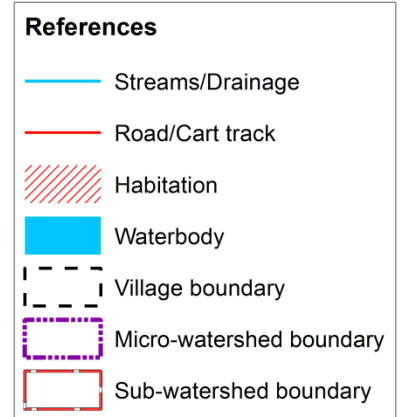 References
Streams/Drainage
Road/Cart track
Habitation
Waterbody
Village boundary
Micro-watershed boundary
Sub-watershed boundary